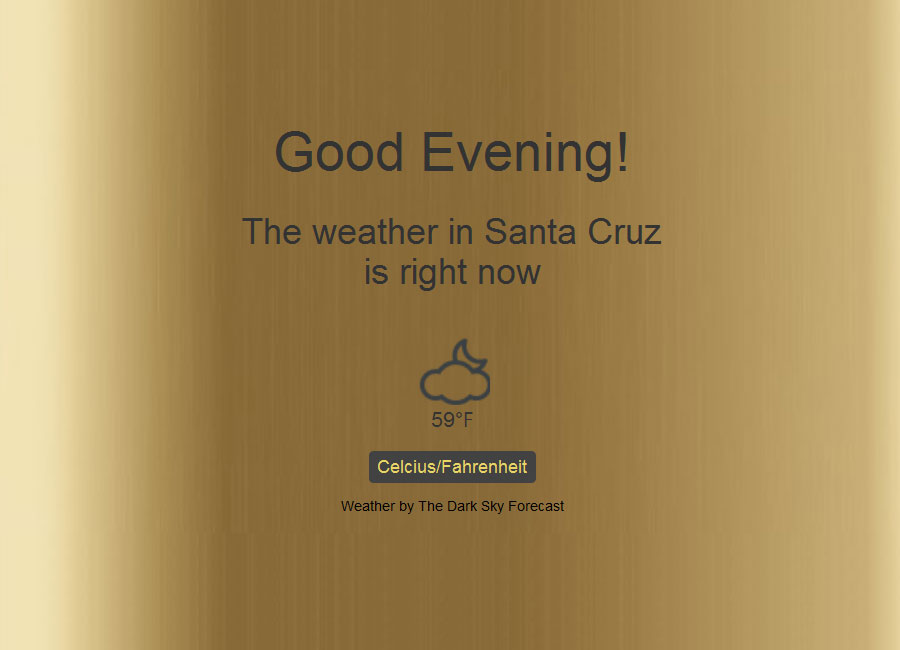 Good Evening!
The weather in Santa Cruz
is right now
59°F
Celcius/Fahrenheit
Weather by The Dark Sky Forecast